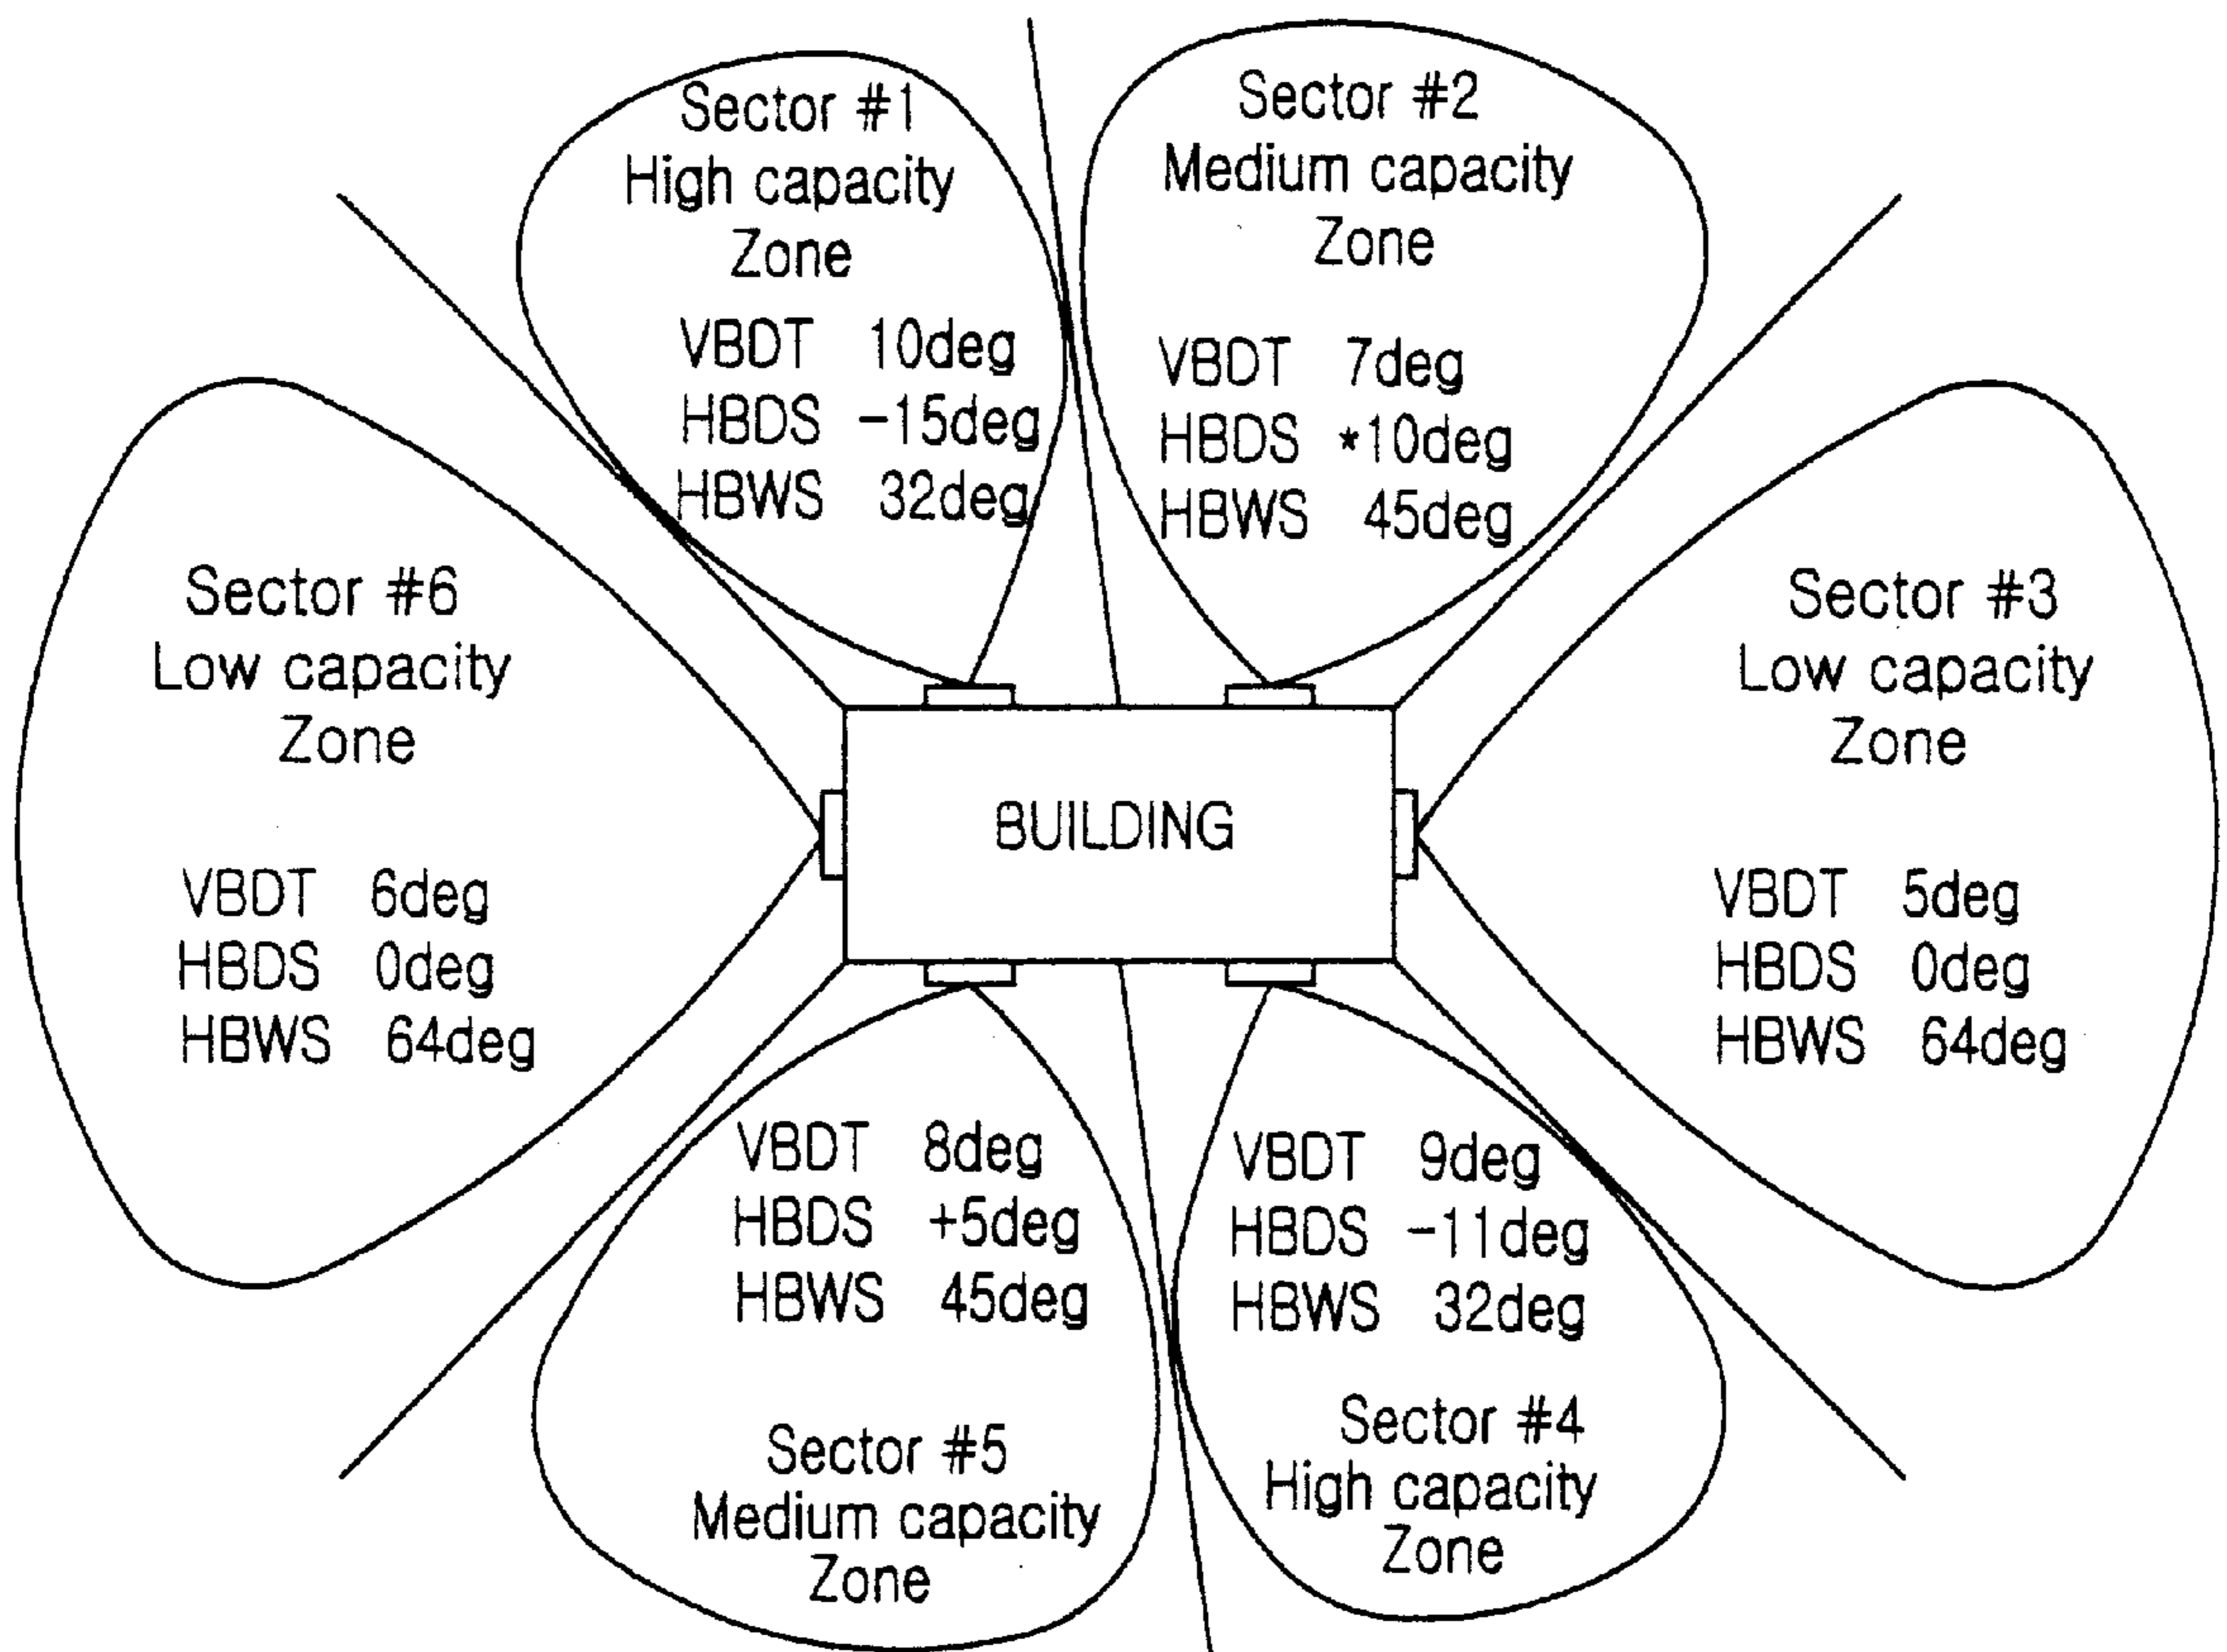 Sector #1
High capacity
Zone
VBDT 10deg
HBDS -15deg
HBWS 32deg
Sector #2
Medium capacity
Zone
VBDT 7deg
HBDS *10deg
HBWS 45deg
Sector #6
Low capacity
Zone
VBDT 6deg
HBDS 0deg
HBWS 64deg
BUILDING
Sector #3
Low capacity
Zone
VBDT 5deg
HBDS 0deg
HBWS 64deg
VBDT 8deg
HBDS +5deg
HBWS 45deg
Sector #5
Medium capacity
Zone
VBDT 9deg
HBDS -11deg
HBWS 32deg
Sector #4
High capacity
Zone